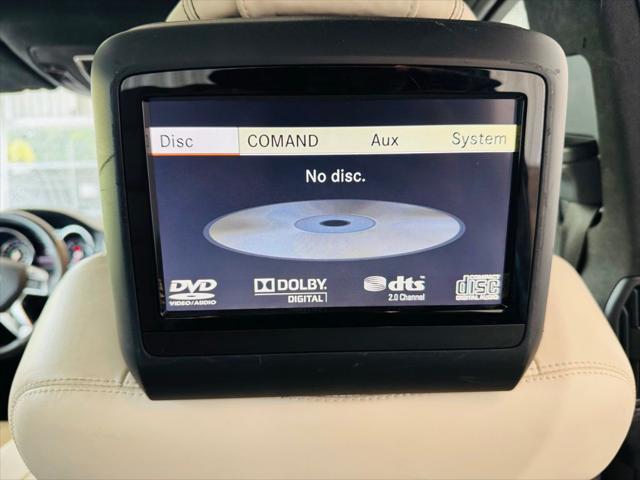 Disc COMAND Aux System
No disc.
DVD DOLBY dts COMPACT disc
VIDEO/AUDIO DIGITAL 2.0 Channel DIGITAL AUDIO